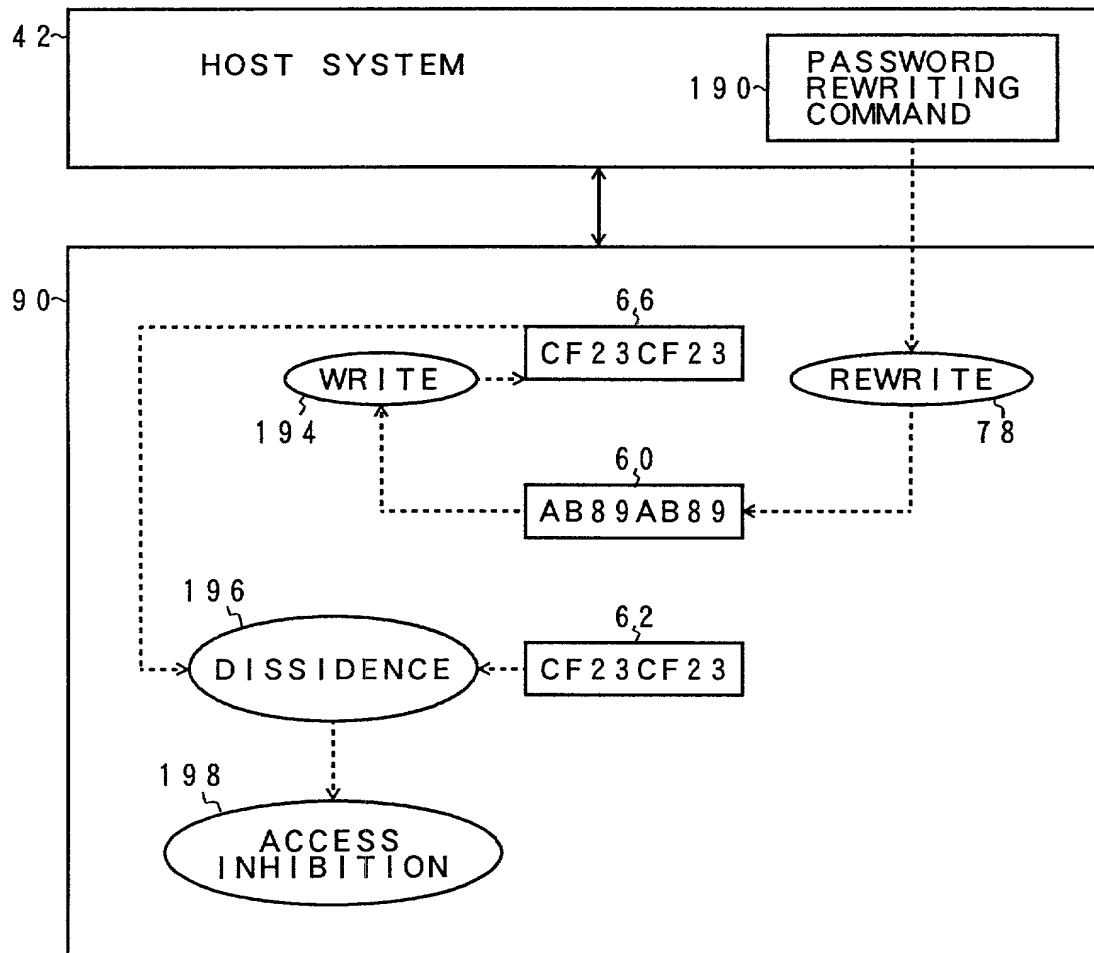 42
HOST SYSTEM
190
PASSWORD
REWRITING
COMMAND
90
66
CF23CF23
WRITE
194
REWRITE
78
60
AB89AB89
196
DISSIDENCE
62
CF23CF23
198
ACCESS
INHIBITION